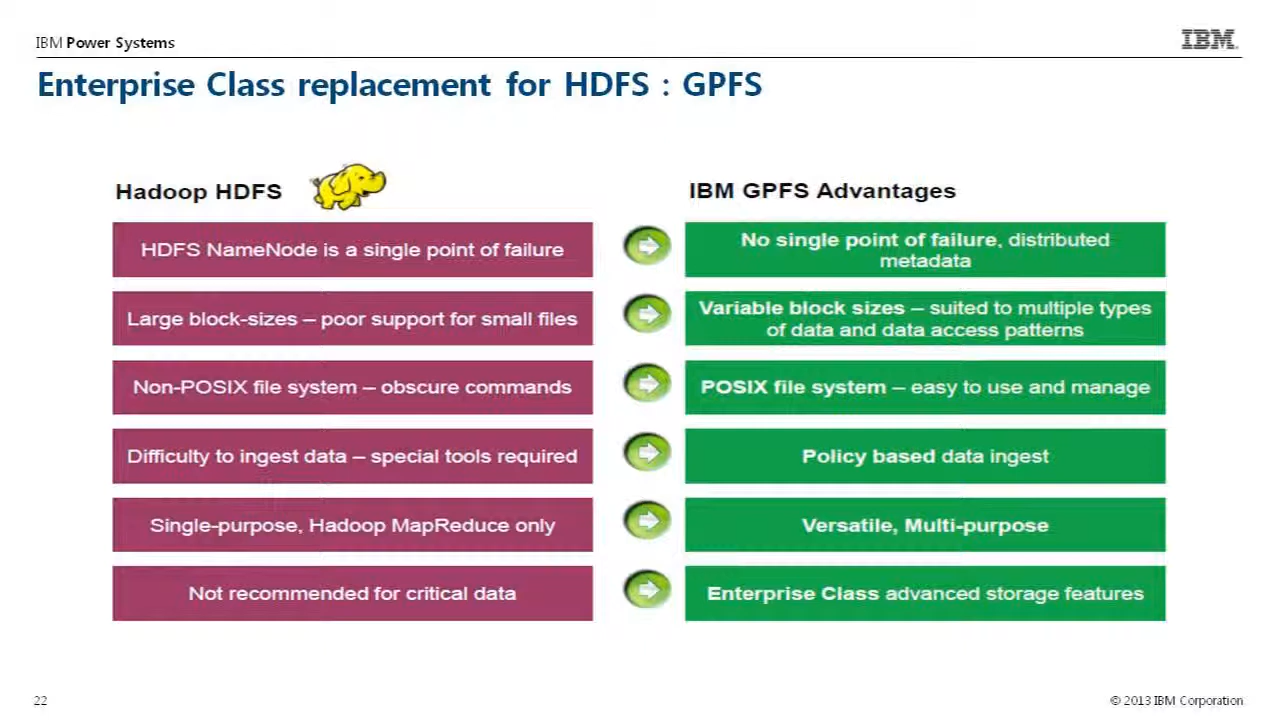 IBM Power Systems
IBM
Enterprise Class replacement for HDFS : GPFS
Hadoop HDFS
IBM GPFS Advantages
HDFS NameNode is a single point of failure
No single point of failure, distributed
metadata
Large block-sizes – poor support for small files
Variable block sizes – suited to multiple types
of data and data access patterns
Non-POSIX file system – obscure commands
POSIX file system – easy to use and manage
Difficulty to ingest data – special tools required
Policy based data ingest
Single-purpose, Hadoop MapReduce only
Versatile, Multi-purpose
Not recommended for critical data
Enterprise Class advanced storage features
22
© 2013 IBM Corporation